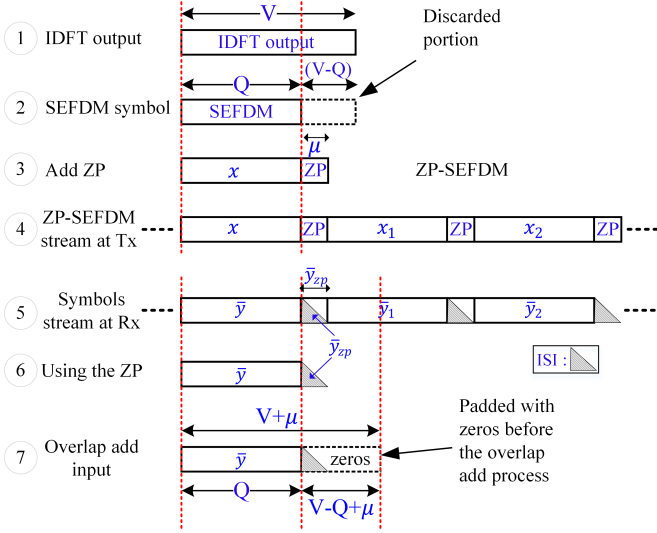 V
Discarded
portion
1 IDFT output
IDFT output
Q
(V-Q)
2 SEFDM symbol
SEFDM
μ
3 Add ZP
x ZP
ZP-SEFDM
4 ZP-SEFDM
stream at Tx
x ZP x₁ ZP x₂ ZP
ȳzp
5 Symbols
stream at Rx
ȳ ȳ₁ ȳ₂
ȳzp
ISI :
6 Using the ZP
ȳ
V+μ
Padded with
zeros before
the overlap
add process
7 Overlap add
input
ȳ zeros
Q
V-Q+μ